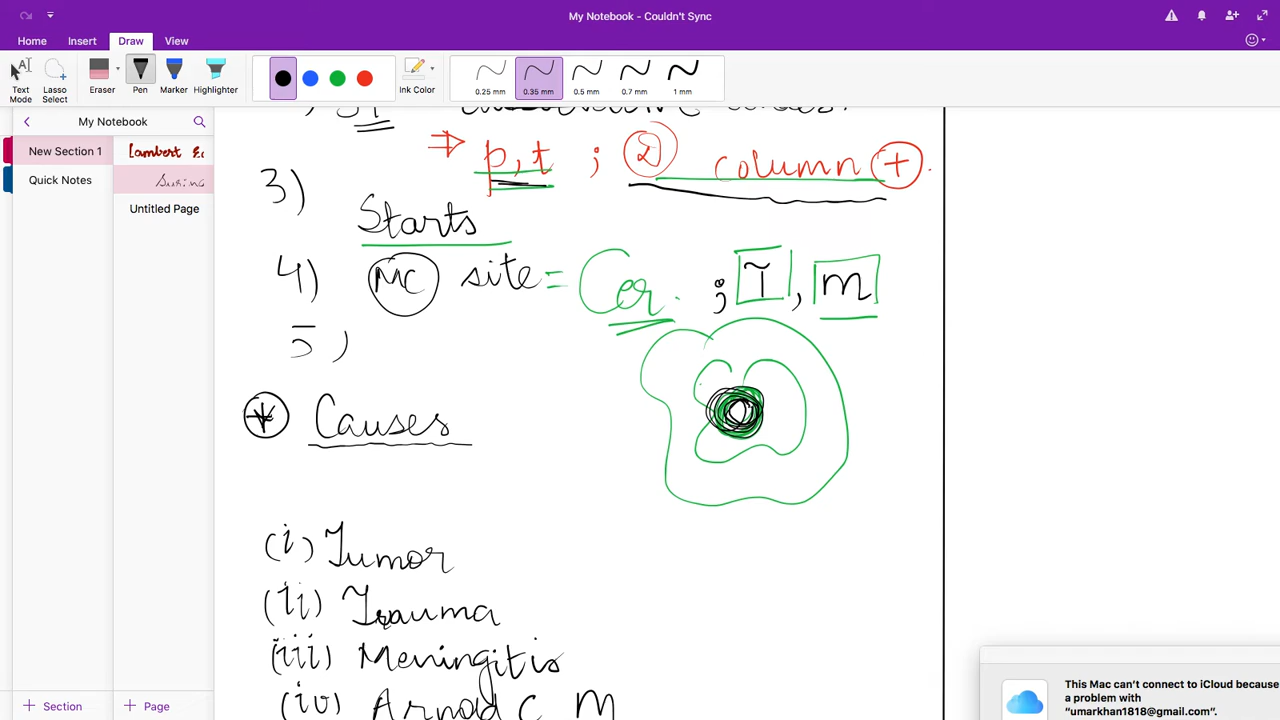 My Notebook - Couldn't Sync
Home Insert Draw View
Text Mode
Lasso Select
Eraser
Pen
Marker
Highlighter
Ink Color
0.25 mm
0.35 mm
0.5 mm
0.7 mm
1 mm
My Notebook
New Section 1
Quick Notes
Lambert
Untitled Page
⇒ p, t ; 2 column +.
3) Starts
4) MC site = Cer. ; T, m
5)
* Causes
(i) Tumor
(ii) Trauma
(iii) Meningitis
(iv) Arnold C M
+ Section
+ Page
This Mac can't connect to iCloud because
a problem with
"umarkhan1818@gmail.com".